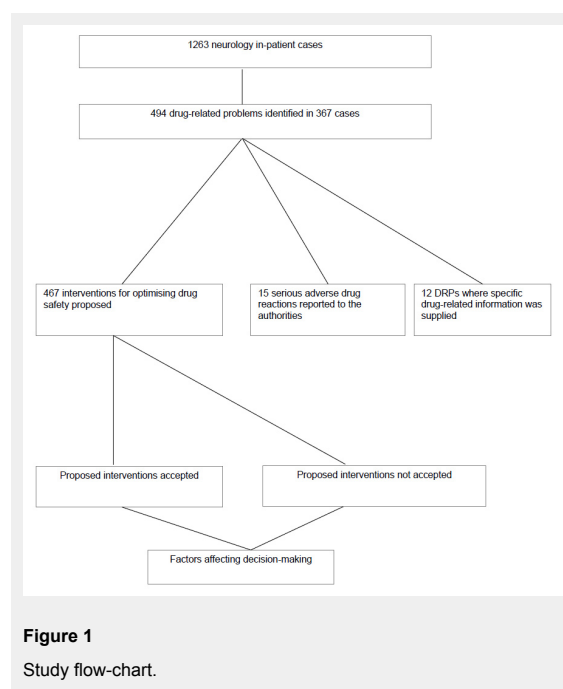 1263 neurology in-patient cases
494 drug-related problems identified in 367 cases
467 interventions for optimising drug
safety proposed
15 serious adverse drug
reactions reported to the
authorities
12 DRPs where specific
drug-related information was
supplied
Proposed interventions accepted
Proposed interventions not accepted
Factors affecting decision-making
Figure 1
Study flow-chart.